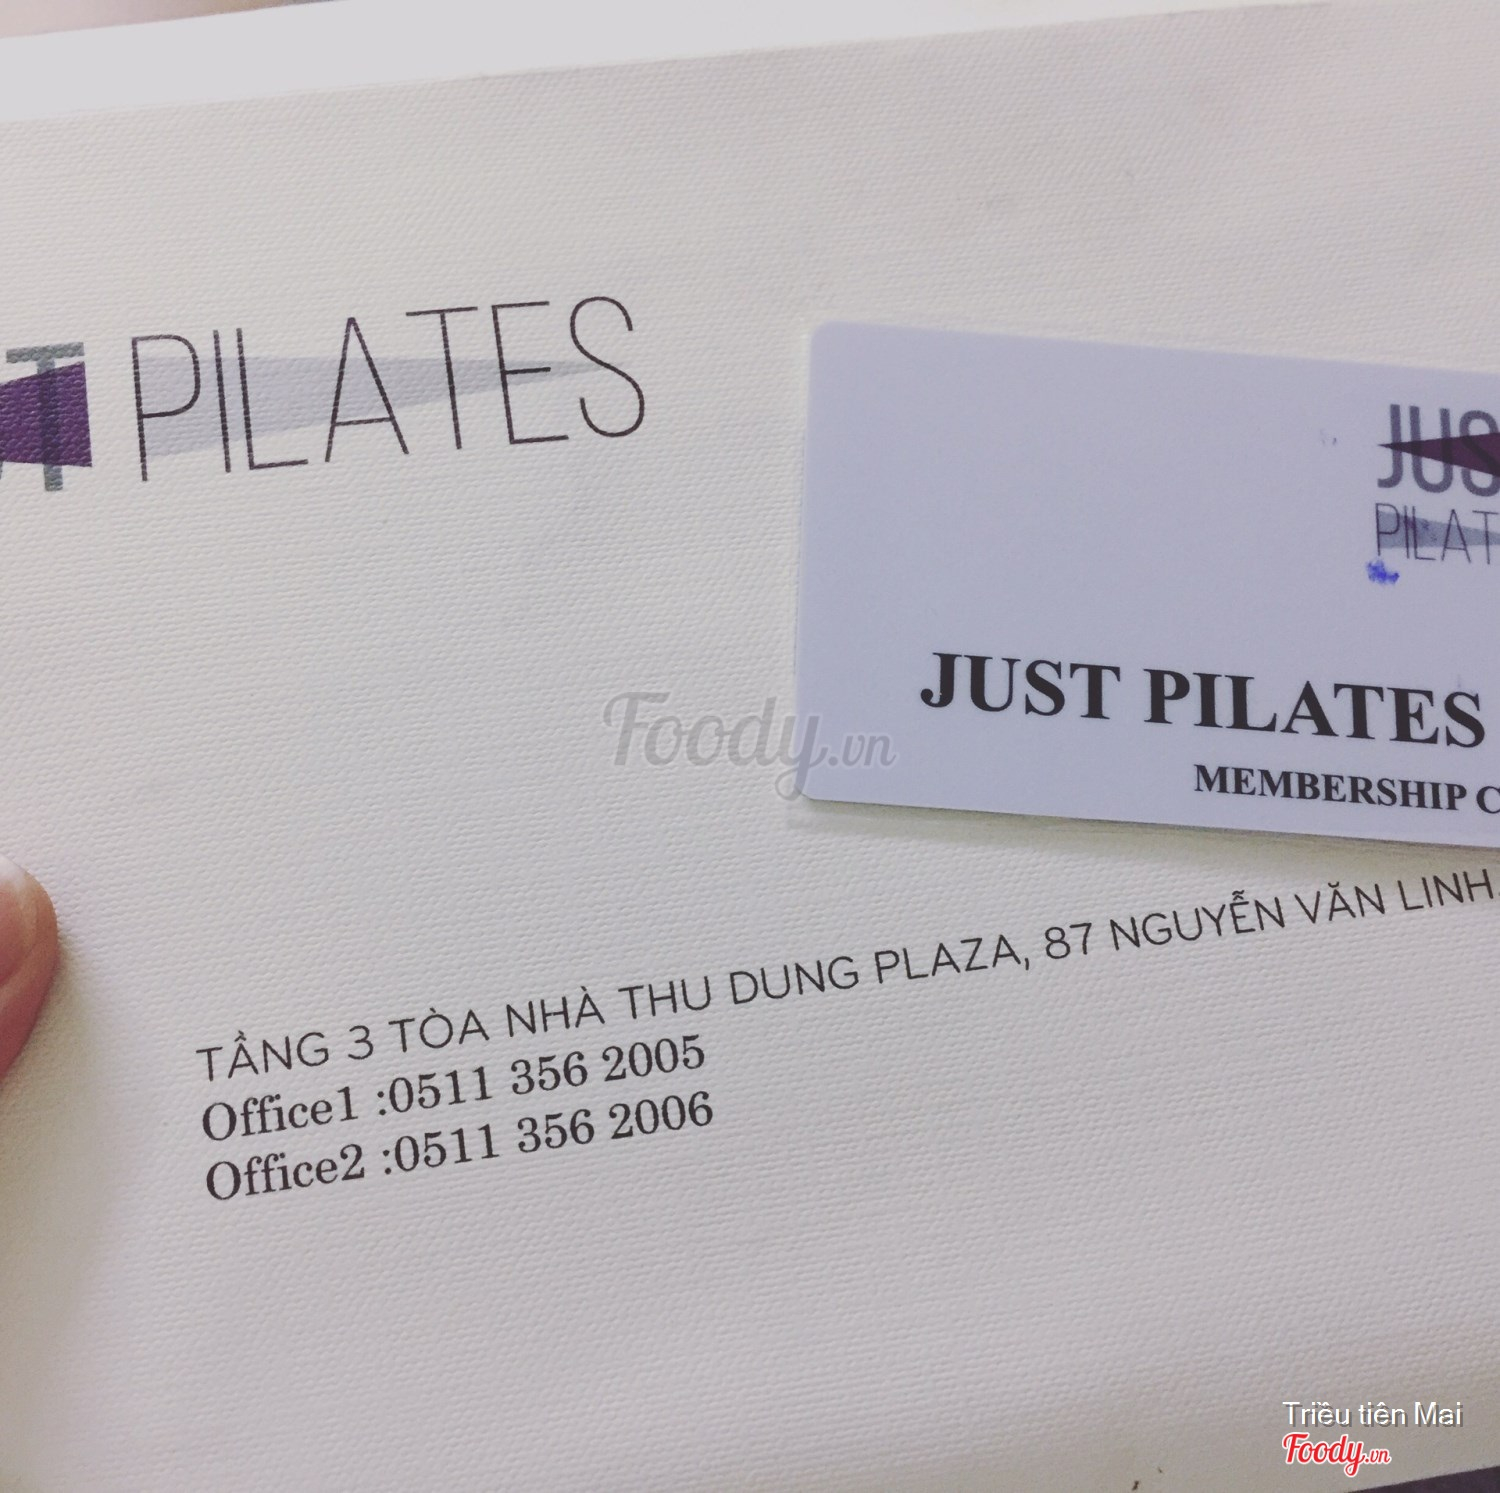 T PILATES
JUS
PILAT
JUST PILATES
MEMBERSHIP C
Foody.vn
TẦNG 3 TÒA NHÀ THU DUNG PLAZA, 87 NGUYỄN VĂN LINH,
Office1 :0511 356 2005
Office2 :0511 356 2006
Triều tiên Mai
Foody.vn